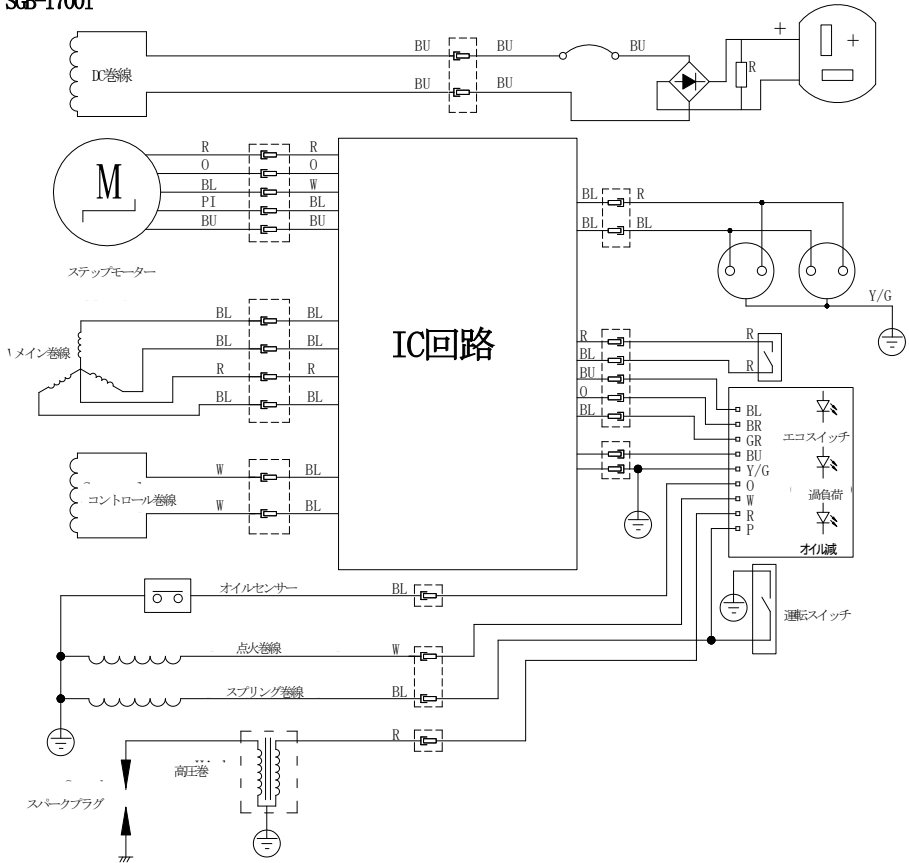 SGB-17001
BU
BU
BU
DC巻線
BU
BU
R
+
+
R
R
O
O
BL
W
PI
BL
BU
BU
M
ステップモーター
IC回路
BL
R
BL
BL
Y/G
BL
BL
BL
BL
メイン巻線
R
R
BL
BL
R
BL
BU
O
BL
R
R
BL
BR
GR
BU
Y/G
O
W
R
P
エコスイッチ
過負荷
オイル減
W
BL
コントロール巻線
W
BL
オイルセンサー
BL
運転スイッチ
点火巻線
W
スプリング巻線
BL
R
高圧巻
スパークプラグ